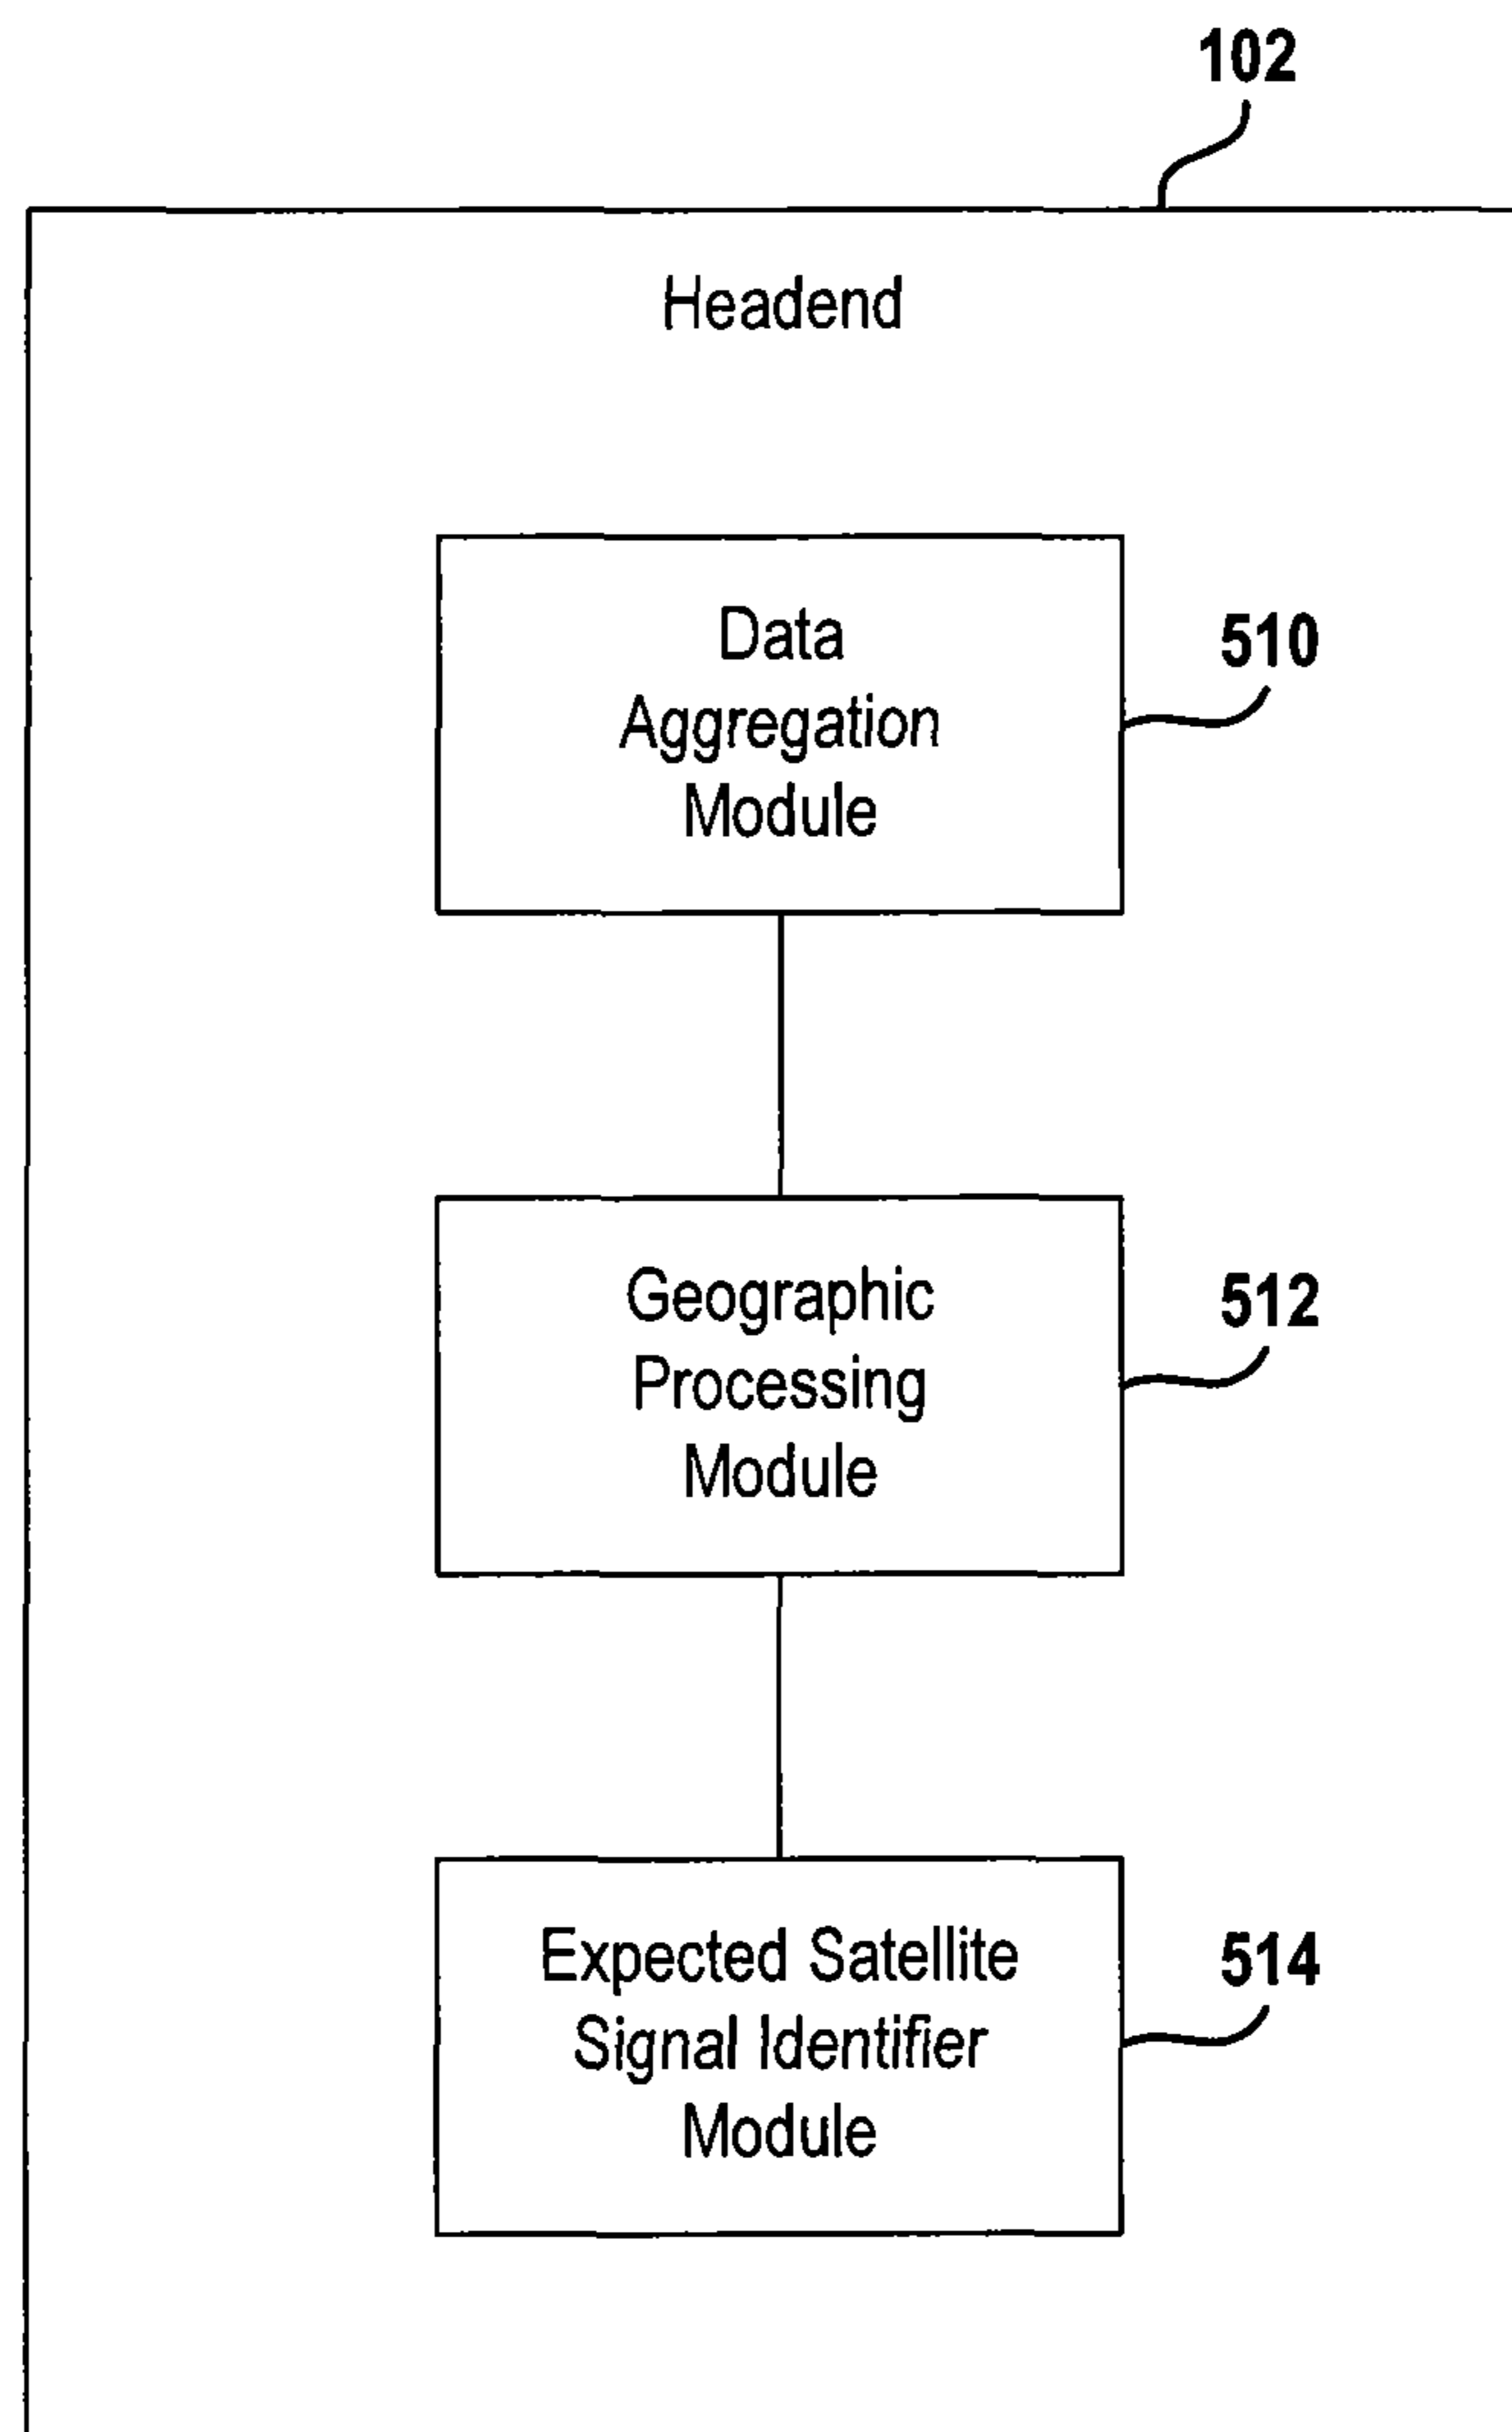 102
Headend
Data
Aggregation
Module
510
Geographic
Processing
Module
512
Expected Satellite
Signal Identifier
Module
514